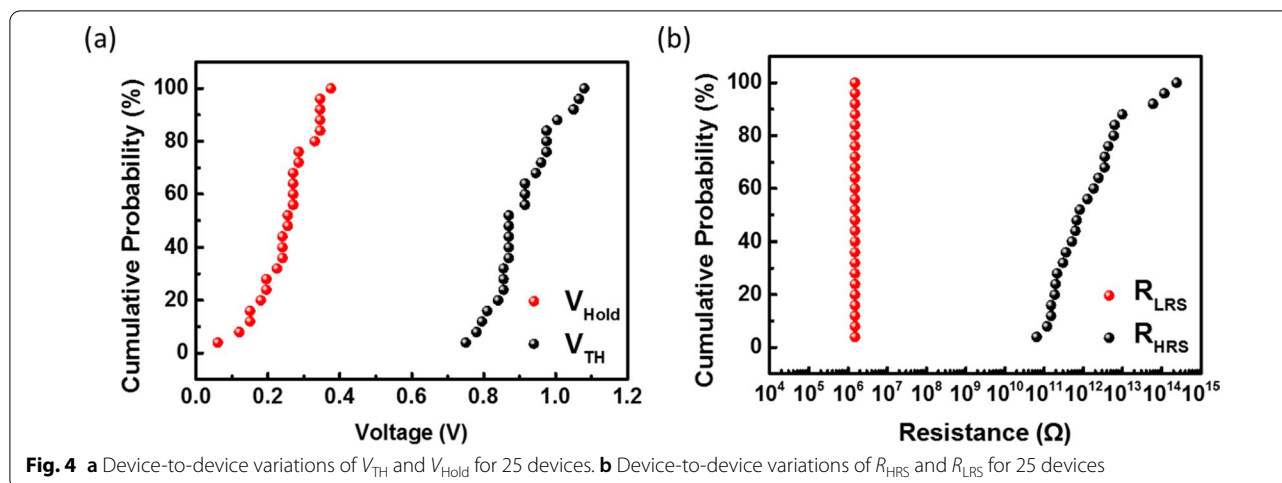 (a)
Cumulative Probability (%)
100
80
60
40
20
0
V_Hold
V_TH
0.0 0.2 0.4 0.6 0.8 1.0 1.2
Voltage (V)
(b)
Cumulative Probability (%)
100
80
60
40
20
0
R_LRS
R_HRS
10^4 10^5 10^6 10^7 10^8 10^9 10^10 10^11 10^12 10^13 10^14 10^15
Resistance (Ω)
Fig. 4 a Device-to-device variations of V_TH and V_Hold for 25 devices. b Device-to-device variations of R_HRS and R_LRS for 25 devices